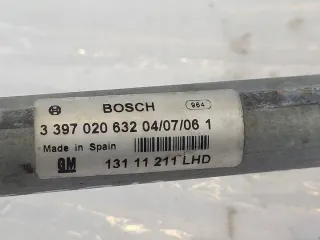 BOSCH 964
3 397 020 632 04/07/06 1
Made in Spain
GM 131 11 211 LHD